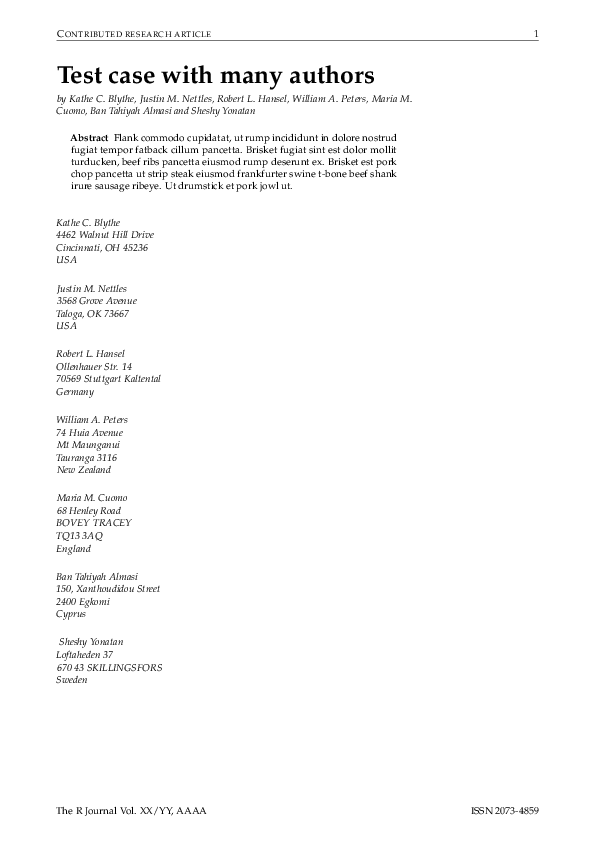 CONTRIBUTED RESEARCH ARTICLE 1
Test case with many authors
by Kathe C. Blythe, Justin M. Nettles, Robert L. Hansel, William A. Peters, Maria M.
Cuomo, Ban Tahiyah Almasi and Sheshy Yonatan
Abstract Flank commodo cupidatat, ut rump incididunt in dolore nostrud
fugiat tempor fatback cillum pancetta. Brisket fugiat sint est dolor mollit
turducken, beef ribs pancetta eiusmod rump deserunt ex. Brisket est pork
chop pancetta ut strip steak eiusmod frankfurter swine t-bone beef shank
irure sausage ribeye. Ut drumstick et pork jowl ut.
Kathe C. Blythe
4462 Walnut Hill Drive
Cincinnati, OH 45236
USA
Justin M. Nettles
3568 Grove Avenue
Taloga, OK 73667
USA
Robert L. Hansel
Ollenhauer Str. 14
70569 Stuttgart Kaltental
Germany
William A. Peters
74 Huia Avenue
Mt Maunganui
Tauranga 3116
New Zealand
Maria M. Cuomo
68 Henley Road
BOVEY TRACEY
TQ13 3AQ
England
Ban Tahiyah Almasi
150, Xanthoudidou Street
2400 Egkomi
Cyprus
Sheshy Yonatan
Loftaheden 37
670 43 SKILLINGSFORS
Sweden
The R Journal Vol. XX/YY, AAAA ISSN 2073-4859